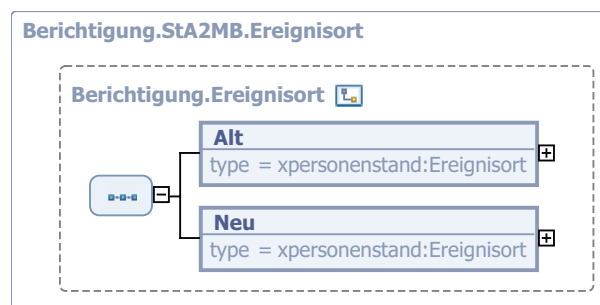 Berichtigung.StA2MB.Ereignisort
Berichtigung.Ereignisort
Alt
type = xpersonenstand:Ereignisort
Neu
type = xpersonenstand:Ereignisort